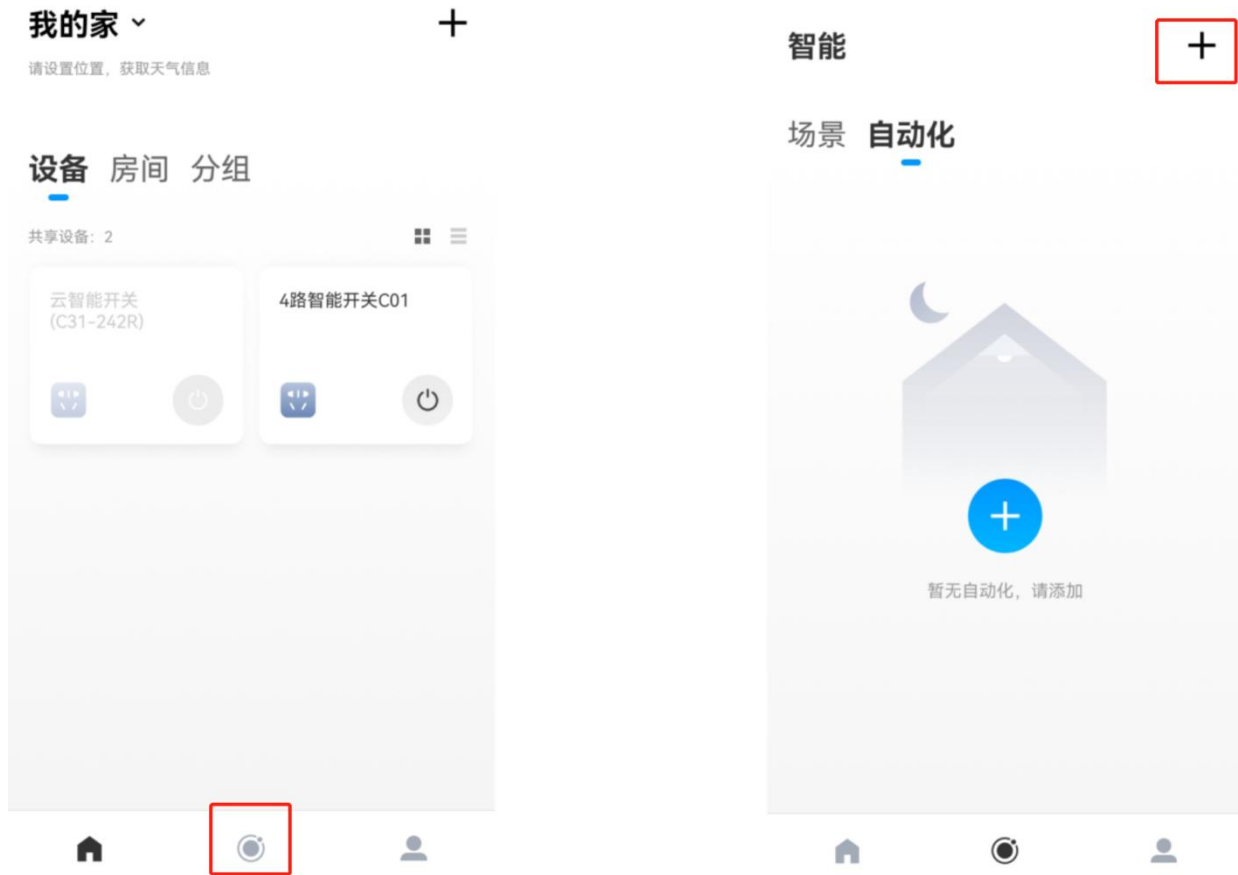 我的家
请设置位置，获取天气信息
设备 房间 分组
共享设备：2
云智能开关
(C31-242R)
4路智能开关C01
智能
场景 自动化
暂无自动化，请添加